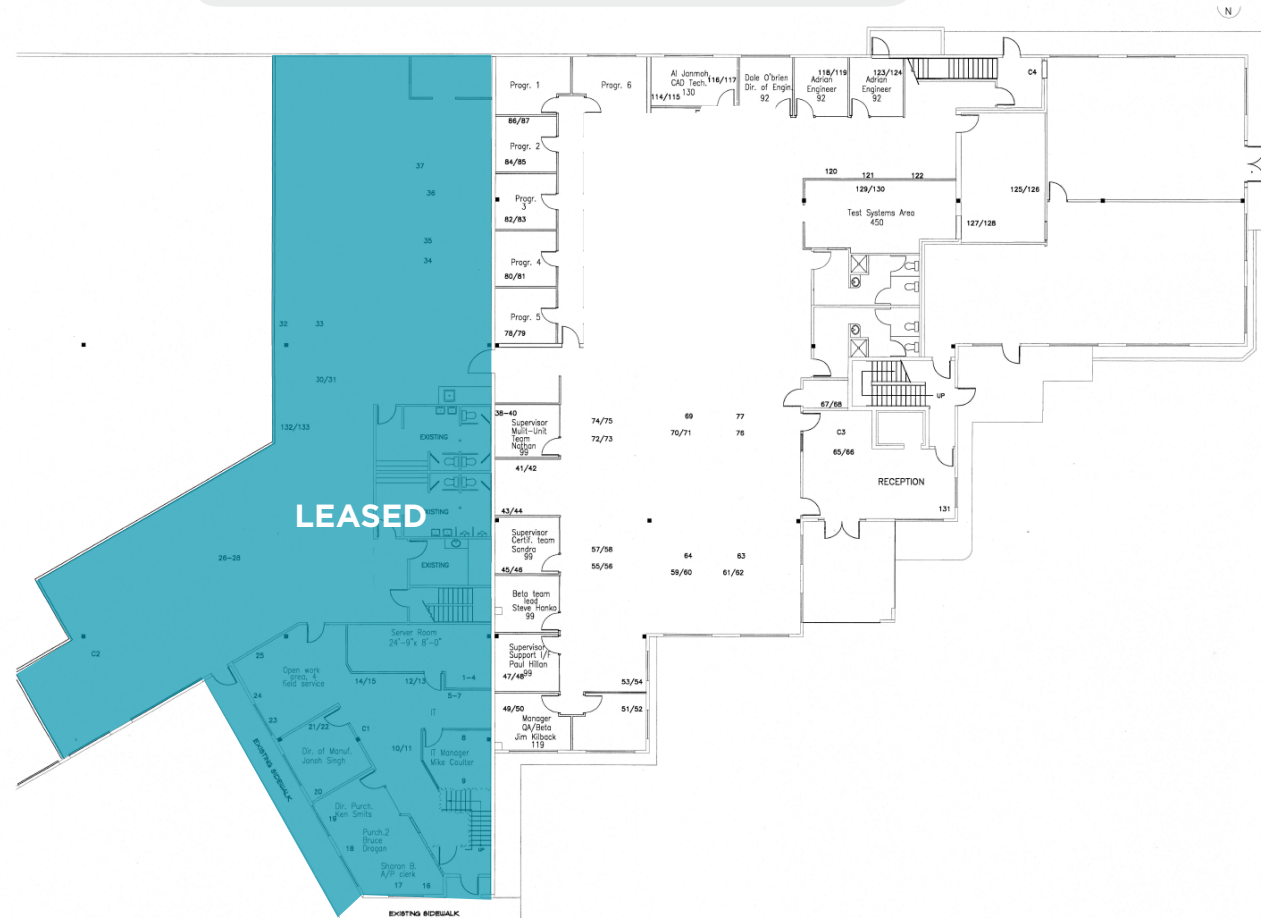 N
Progr. 1
Progr. 6
Al Janmoh,
CAD Tech.
130
116/117
114/115
Dale O'brien
Dir. of Engin.
92
118/119
Adrian
Engineer
92
123/124
Adrian
Engineer
92
C4
86/87
Progr. 2
84/85
37
36
Progr.
3
82/83
120
121
122
129/130
Test Systems Area
450
125/126
127/128
35
34
Progr. 4
80/81
32
33
Progr. 5
78/79
30/31
132/133
EXISTING
38-40
Supervisor
Mulit-Unit
Team
Nathan
99
74/75
72/73
69
77
70/71
76
67/68
UP
C3
65/66
RECEPTION
131
41/42
LEASED
EXISTING
43/44
Supervisor
Certif. team
Sandra
99
45/46
57/58
55/56
64
63
59/60
61/62
26-28
EXISTING
Beta team
lead
Steve Hanka
99
Server Room
24'-9"x 8'-0"
C2
25
Open work
area, 4
field service
14/15
12/13
1-4
5-7
Supervisor
Support I/F
Paul Hillan
99
47/48
53/54
24
23
21/22
C1
IT
49/50
Manager
QA/Beta
Jim Kilback
119
51/52
Dir. of Manuf.
Jonah Singh
10/11
8
IT Manager
Mike Coulter
9
EXISTING SIDEWALK
20
Dir. Purch.
Ken Smits
19
Purch.2
Bruce
Dragan
18
Sharon B.
A/P clerk
17
16
UP
EXISTING SIDEWALK